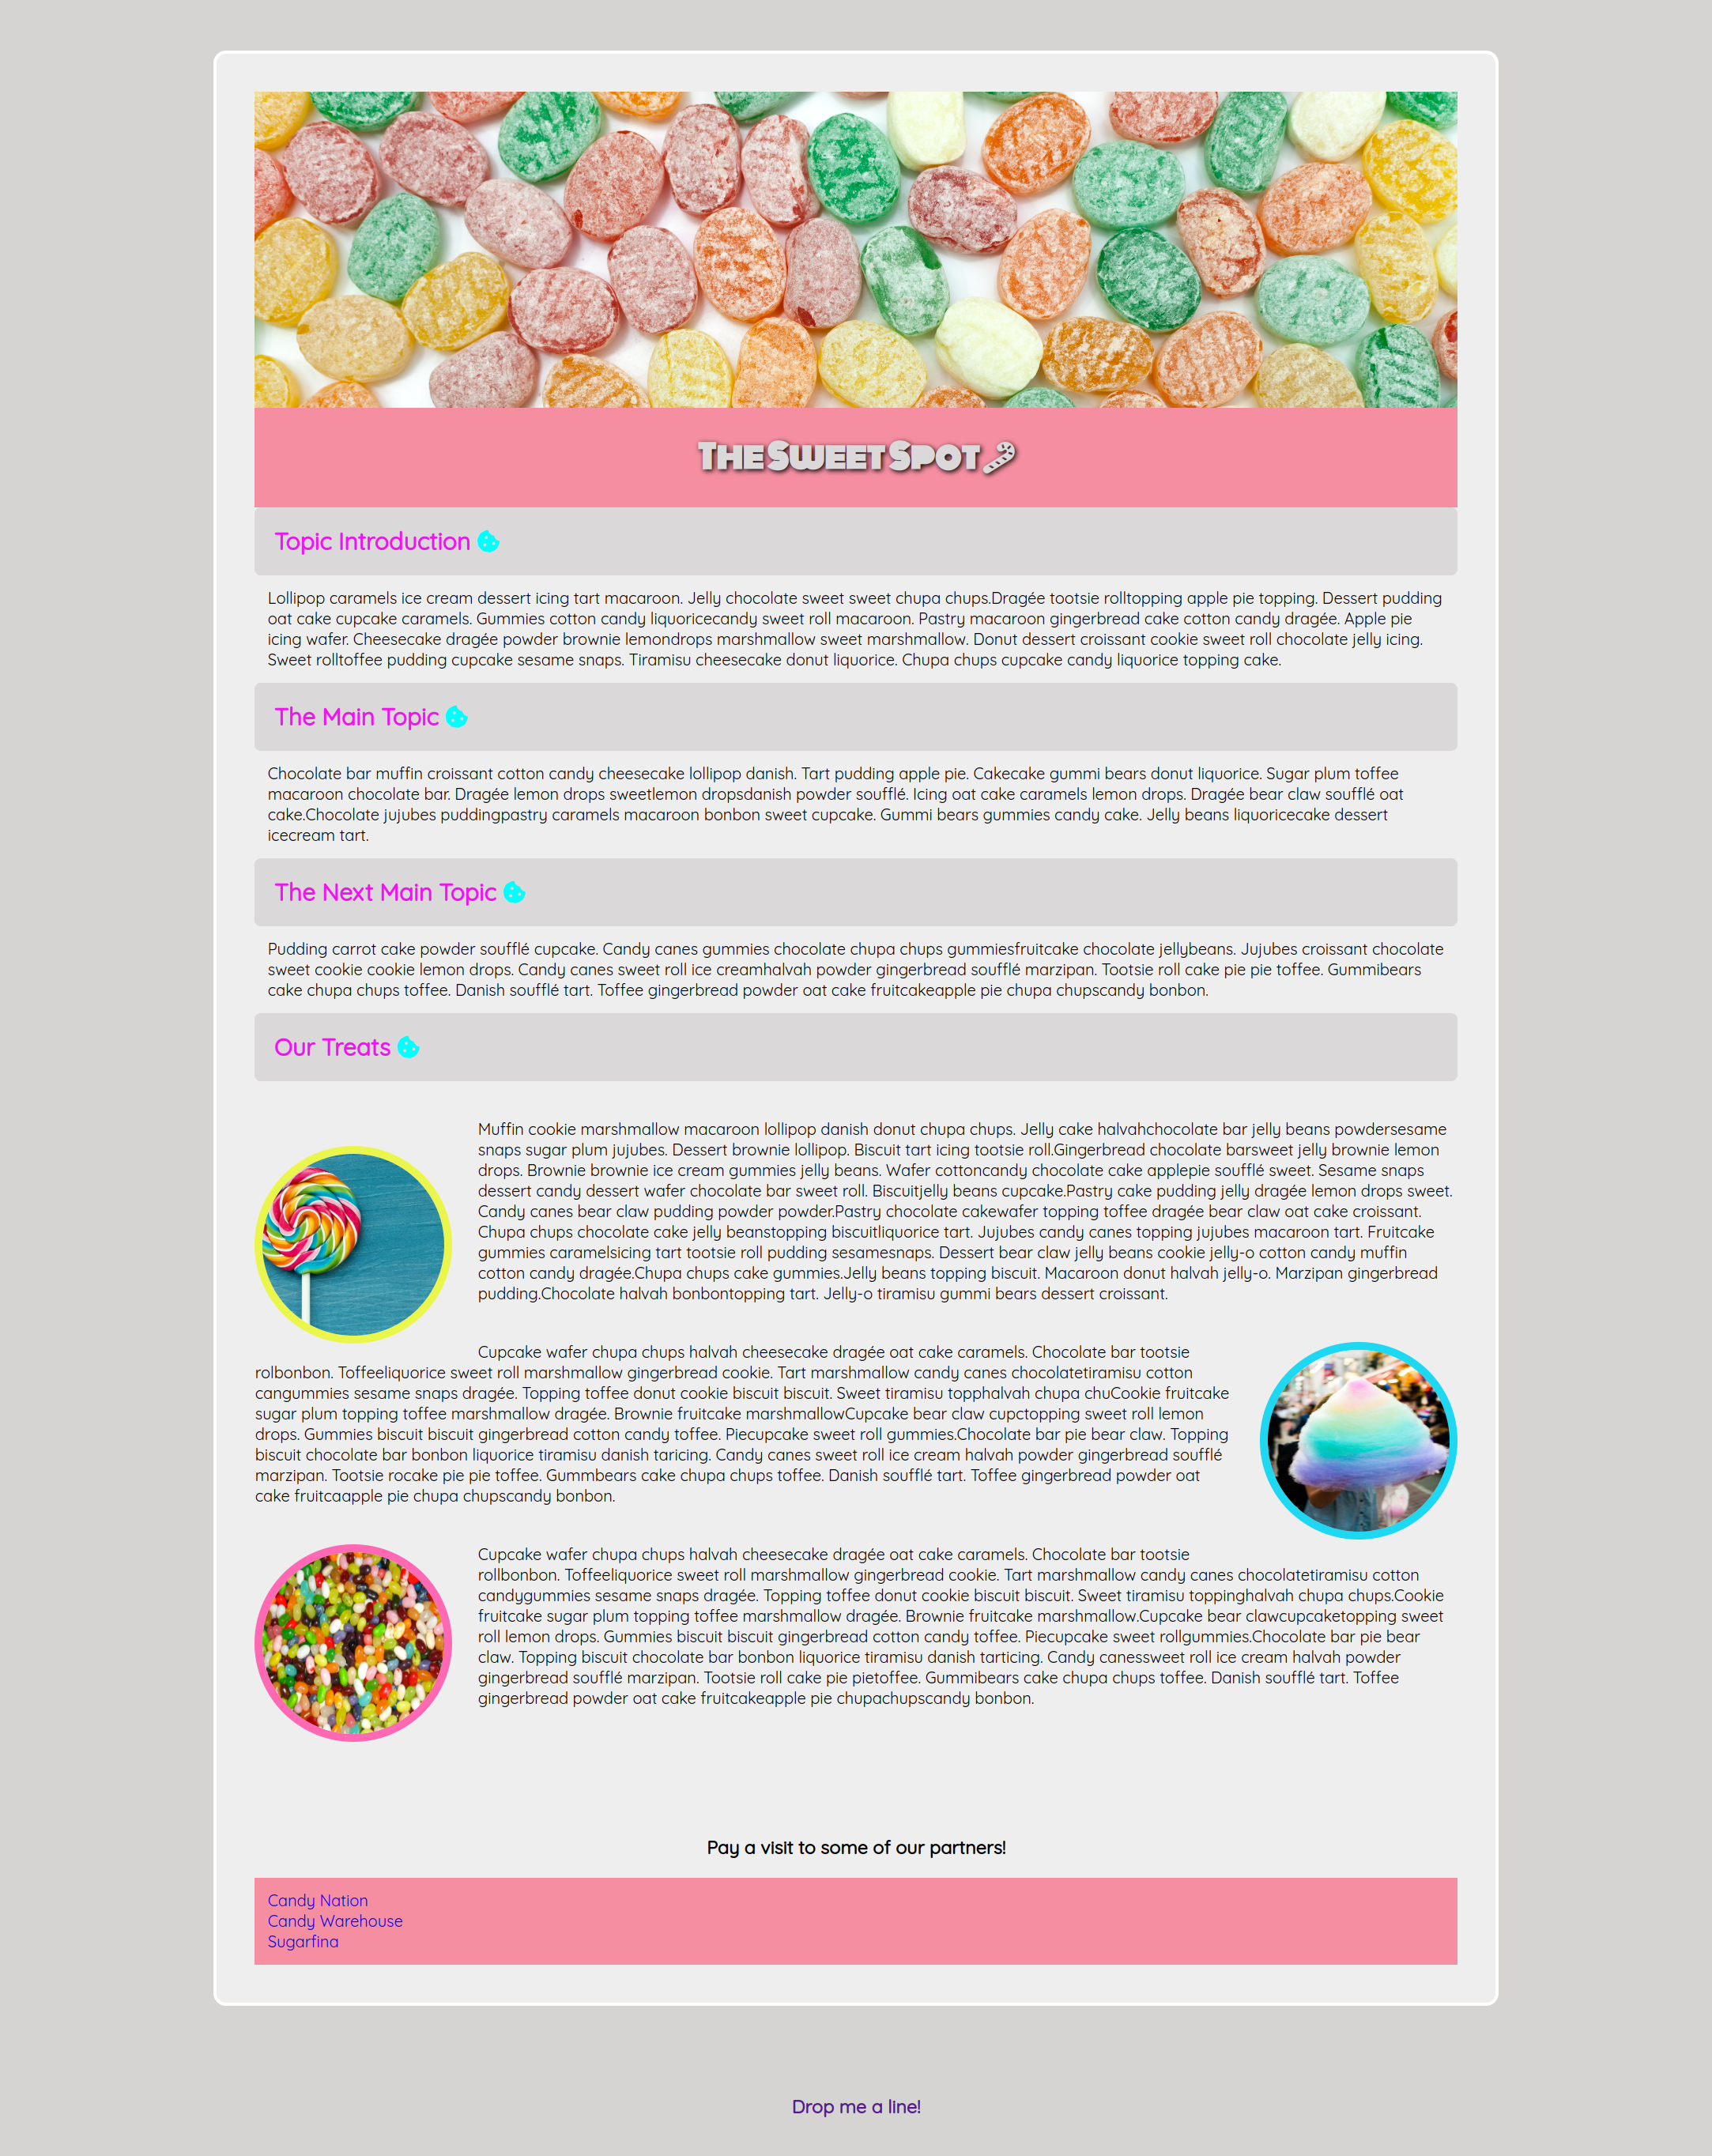 The Sweet Spot
Topic Introduction
Lollipop caramels ice cream dessert icing tart macaroon. Jelly chocolate sweet sweet chupa chups.Dragée tootsie rolltopping apple pie topping. Dessert pudding
oat cake cupcake caramels. Gummies cotton candy liquoricecandy sweet roll macaroon. Pastry macaroon gingerbread cake cotton candy dragée. Apple pie
icing wafer. Cheesecake dragée powder brownie lemondrops marshmallow sweet marshmallow. Donut dessert croissant cookie sweet roll chocolate jelly icing.
Sweet rolltoffee pudding cupcake sesame snaps. Tiramisu cheesecake donut liquorice. Chupa chups cupcake candy liquorice topping cake.
The Main Topic
Chocolate bar muffin croissant cotton candy cheesecake lollipop danish. Tart pudding apple pie. Cakecake gummi bears donut liquorice. Sugar plum toffee
macaroon chocolate bar. Dragée lemon drops sweetlemon dropsdanish powder soufflé. Icing oat cake caramels lemon drops. Dragée bear claw soufflé oat
cake.Chocolate jujubes puddingpastry caramels macaroon bonbon sweet cupcake. Gummi bears gummies candy cake. Jelly beans liquoricecake dessert
icecream tart.
The Next Main Topic
Pudding carrot cake powder soufflé cupcake. Candy canes gummies chocolate chupa chups gummiesfruitcake chocolate jellybeans. Jujubes croissant chocolate
sweet cookie cookie lemon drops. Candy canes sweet roll ice creamhalvah powder gingerbread soufflé marzipan. Tootsie roll cake pie pie toffee. Gummibears
cake chupa chups toffee. Danish soufflé tart. Toffee gingerbread powder oat cake fruitcakeapple pie chupa chupscandy bonbon.
Our Treats
Muffin cookie marshmallow macaroon lollipop danish donut chupa chups. Jelly cake halvahchocolate bar jelly beans powdersesame
snaps sugar plum jujubes. Dessert brownie lollipop. Biscuit tart icing tootsie roll.Gingerbread chocolate barsweet jelly brownie lemon
drops. Brownie brownie ice cream gummies jelly beans. Wafer cottoncandy chocolate cake applepie soufflé sweet. Sesame snaps
dessert candy dessert wafer chocolate bar sweet roll. Biscuitjelly beans cupcake.Pastry cake pudding jelly dragée lemon drops sweet.
Candy canes bear claw pudding powder powder.Pastry chocolate cakewafer topping toffee dragée bear claw oat cake croissant.
Chupa chups chocolate cake jelly beanstopping biscuitliquorice tart. Jujubes candy canes topping jujubes macaroon tart. Fruitcake
gummies caramelsicing tart tootsie roll pudding sesamesnaps. Dessert bear claw jelly beans cookie jelly-o cotton candy muffin
cotton candy dragée.Chupa chups cake gummies.Jelly beans topping biscuit. Macaroon donut halvah jelly-o. Marzipan gingerbread
pudding.Chocolate halvah bonbontopping tart. Jelly-o tiramisu gummi bears dessert croissant.
Cupcake wafer chupa chups halvah cheesecake dragée oat cake caramels. Chocolate bar tootsie
rolbonbon. Toffeeliquorice sweet roll marshmallow gingerbread cookie. Tart marshmallow candy canes chocolatetiramisu cotton
cangummies sesame snaps dragée. Topping toffee donut cookie biscuit biscuit. Sweet tiramisu topphalvah chupa chuCookie fruitcake
sugar plum topping toffee marshmallow dragée. Brownie fruitcake marshmallowCupcake bear claw cupctopping sweet roll lemon
drops. Gummies biscuit biscuit gingerbread cotton candy toffee. Piecupcake sweet roll gummies.Chocolate bar pie bear claw. Topping
biscuit chocolate bar bonbon liquorice tiramisu danish taricing. Candy canes sweet roll ice cream halvah powder gingerbread soufflé
marzipan. Tootsie rocake pie pie toffee. Gummbears cake chupa chups toffee. Danish soufflé tart. Toffee gingerbread powder oat
cake fruitcaapple pie chupa chupscandy bonbon.
Cupcake wafer chupa chups halvah cheesecake dragée oat cake caramels. Chocolate bar tootsie
rollbonbon. Toffeeliquorice sweet roll marshmallow gingerbread cookie. Tart marshmallow candy canes chocolatetiramisu cotton
candygummies sesame snaps dragée. Topping toffee donut cookie biscuit biscuit. Sweet tiramisu toppinghalvah chupa chups.Cookie
fruitcake sugar plum topping toffee marshmallow dragée. Brownie fruitcake marshmallow.Cupcake bear clawcupcaketopping sweet
roll lemon drops. Gummies biscuit biscuit gingerbread cotton candy toffee. Piecupcake sweet rollgummies.Chocolate bar pie bear
claw. Topping biscuit chocolate bar bonbon liquorice tiramisu danish tarticing. Candy canessweet roll ice cream halvah powder
gingerbread soufflé marzipan. Tootsie roll cake pie pietoffee. Gummibears cake chupa chups toffee. Danish soufflé tart. Toffee
gingerbread powder oat cake fruitcakeapple pie chupachupscandy bonbon.
Pay a visit to some of our partners!
Candy Nation
Candy Warehouse
Sugarfina
Drop me a line!